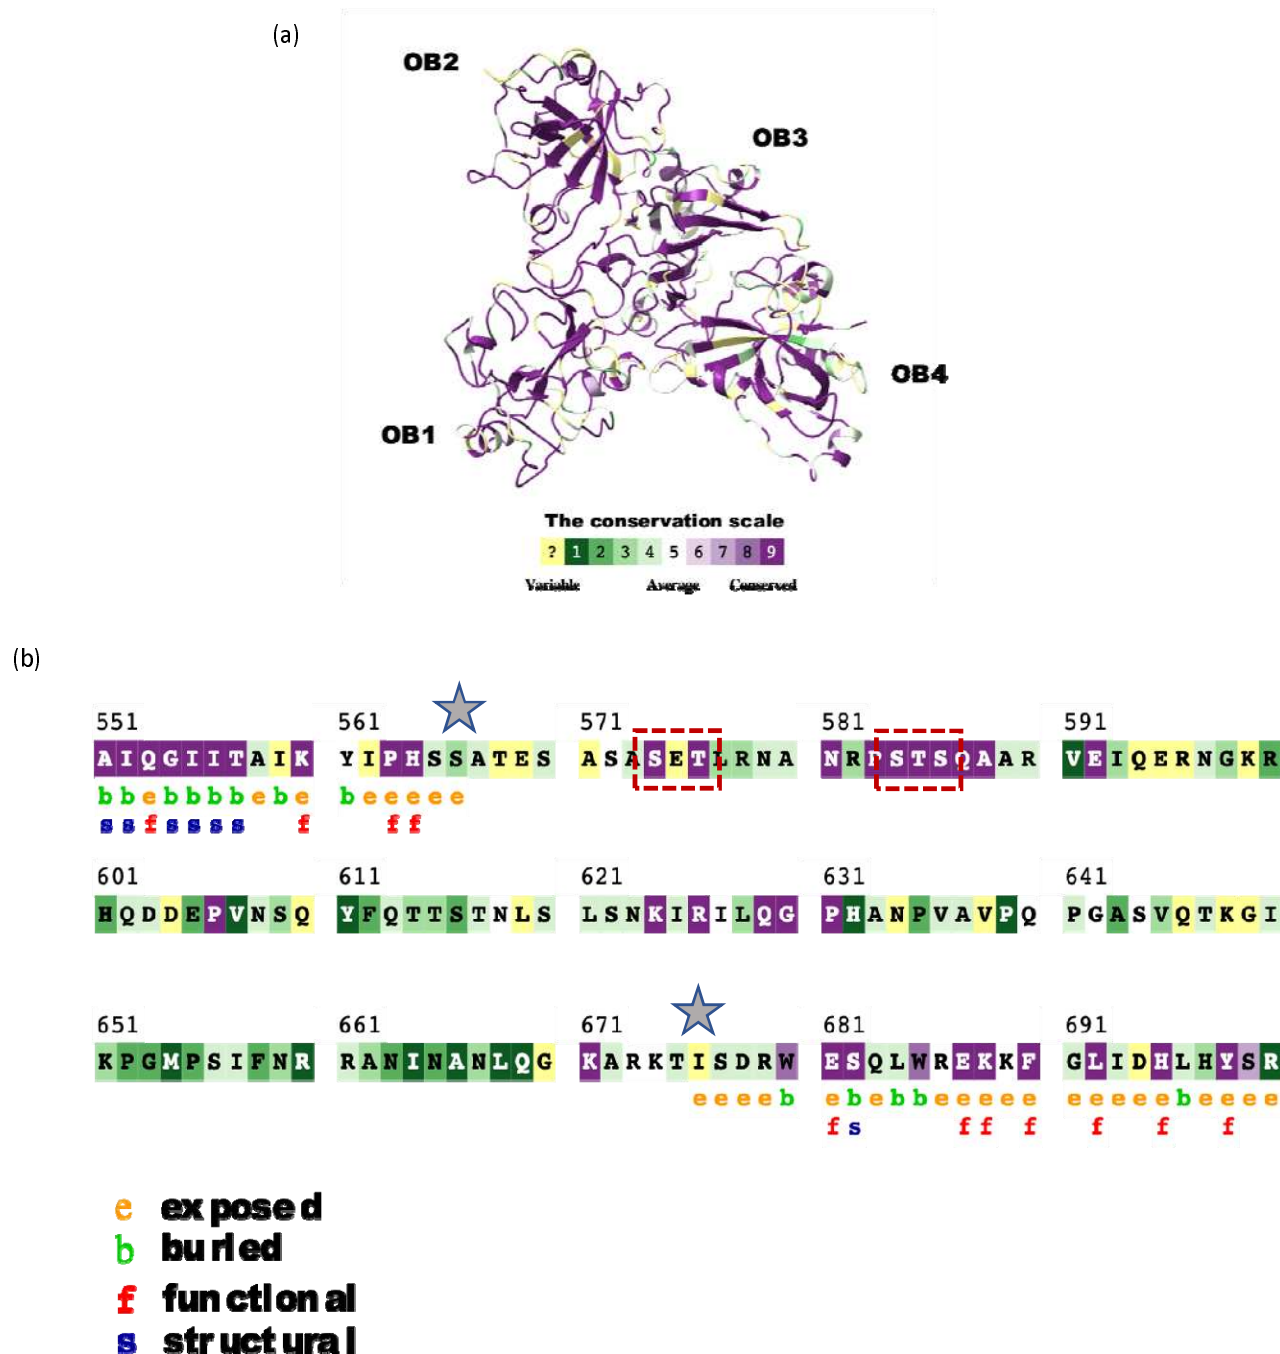 (a)
OB2
OB3
OB4
OB1
The conservation scale
? 1 2 3 4 5 6 7 8 9
Variable Average Conserved
(b)
551 561 571 581 591
AIQGIITAIK YIPHSSATES ASASETLRNA NRDSTSQAAR VEIQERNGKR
bbebbbbebe beeeee
ssfssss f ff
601 611 621 631 641
HQDDEPVNSQ YFQTTSTNLS LSNKIRILQG PHANPVAVPQ PGASVQTKGI
651 661 671 681 691
KPGMPSIFNR RANINANLQG KARKTISDRW ESQLWREKKF GLIDHLHYSR
eeeeb ebebbeeeee eeeeebeeee
fs ff f f f f
e exposed
b buried
f functional
s structural